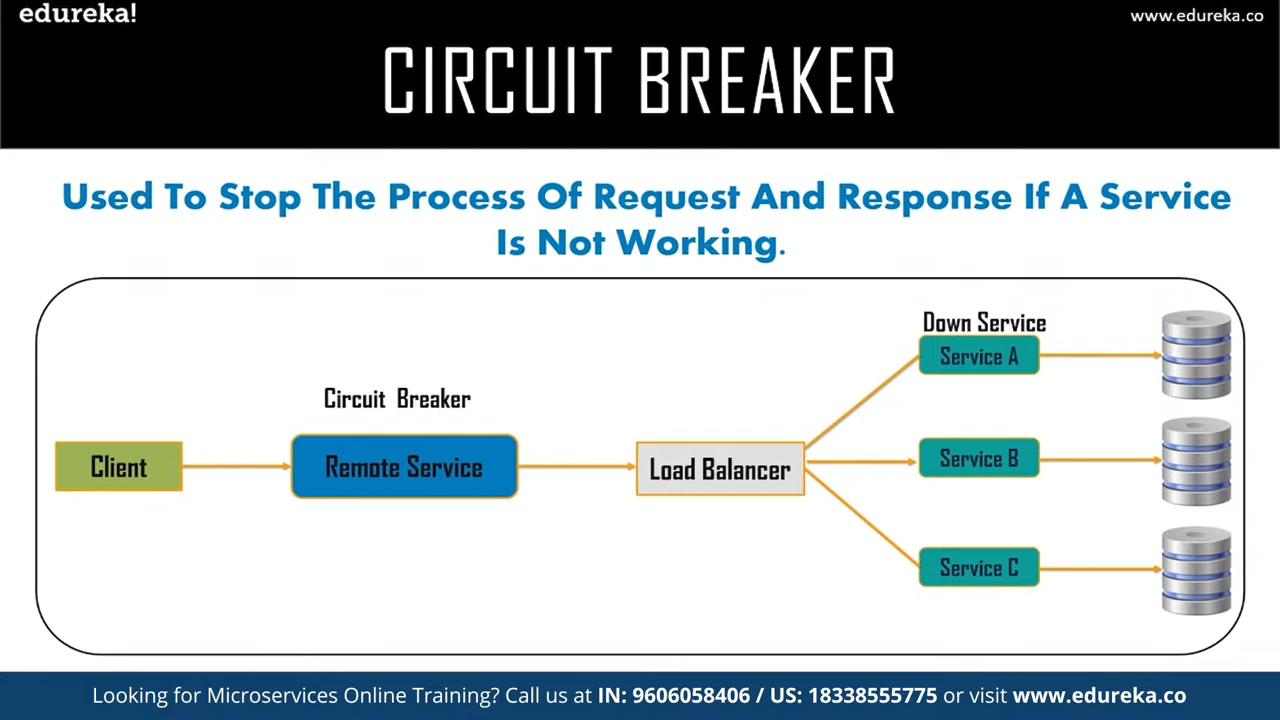 edureka!
www.edureka.co
CIRCUIT BREAKER
Used To Stop The Process Of Request And Response If A Service
Is Not Working.
Down Service
Service A
Circuit Breaker
Client
Remote Service
Load Balancer
Service B
Service C
Looking for Microservices Online Training? Call us at IN: 9606058406 / US: 18338555775 or visit www.edureka.co